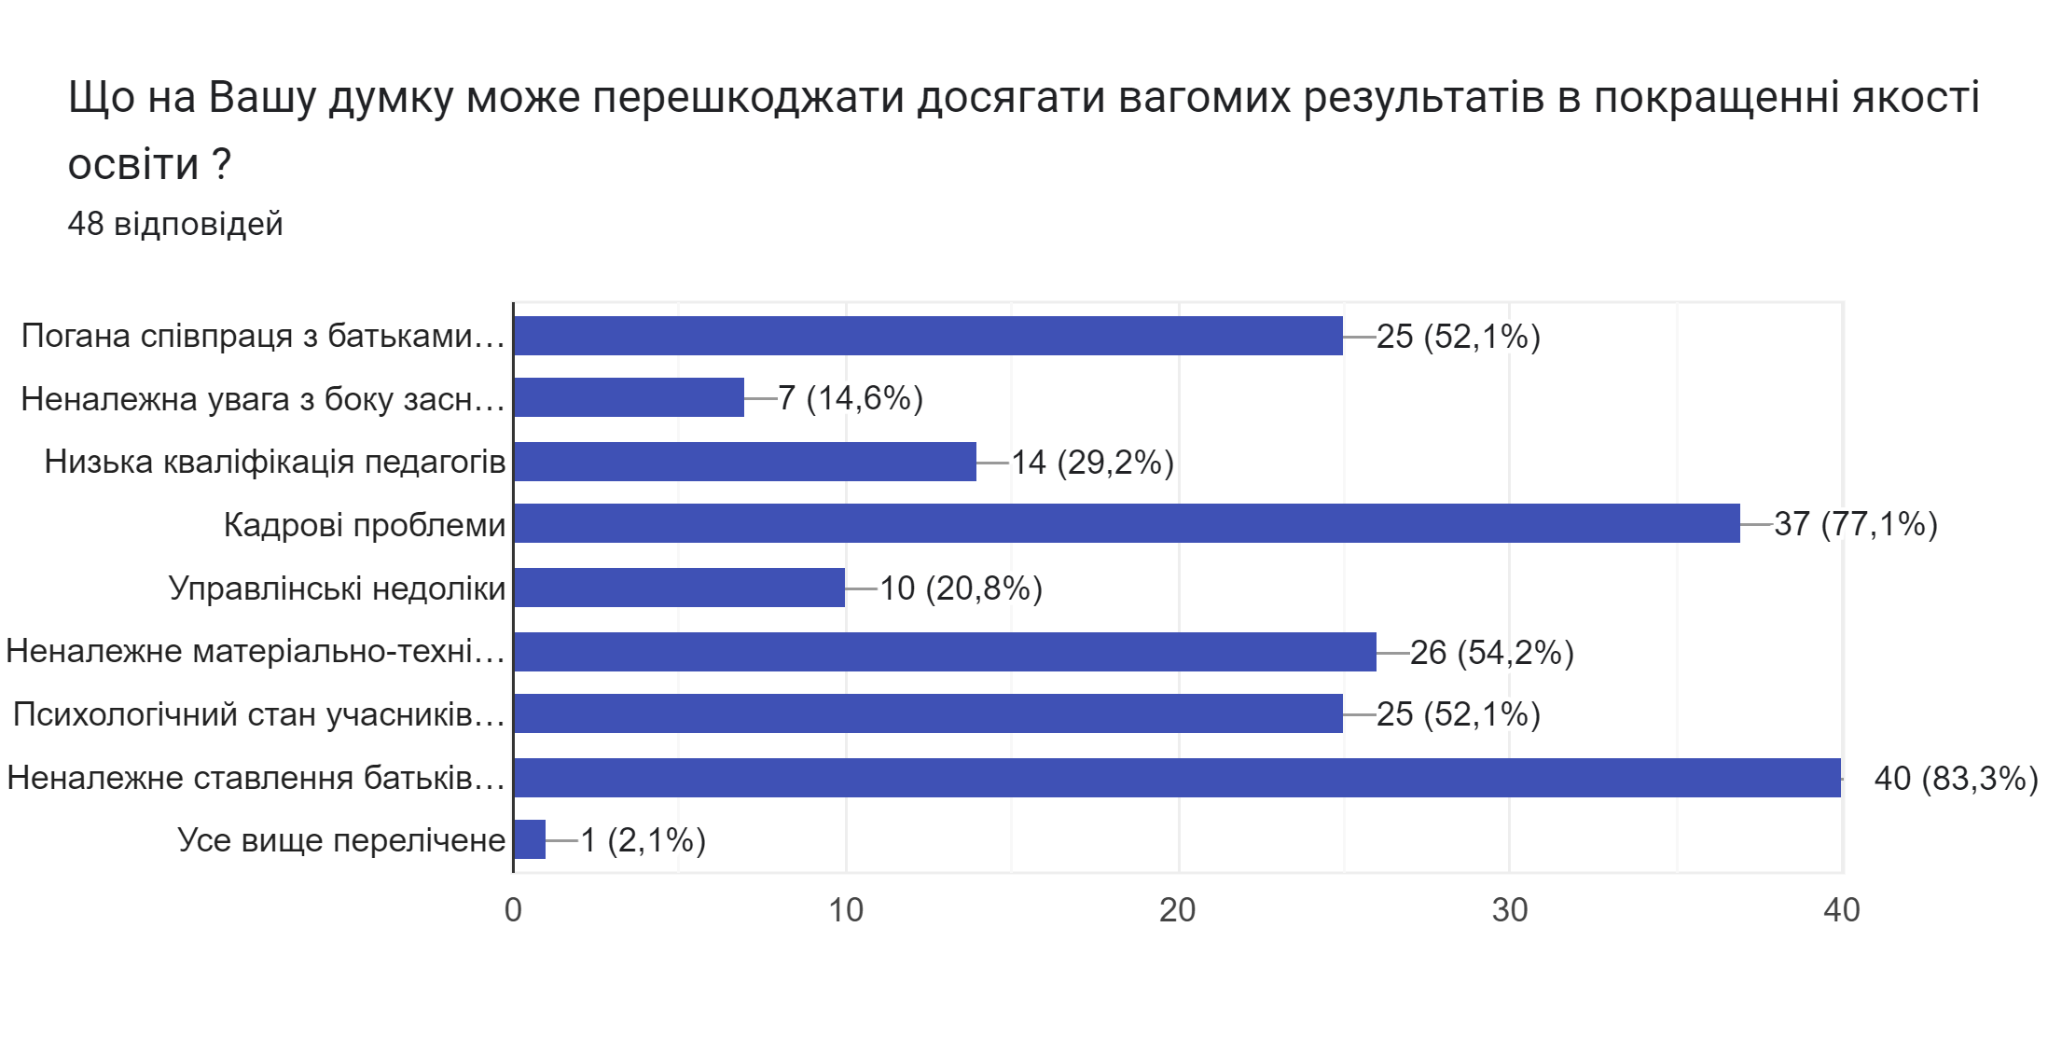 Що на Вашу думку може перешкоджати досягати вагомих результатів в покращенні якості
освіти ?
48 відповідей
Погана співпраця з батьками… 25 (52,1%)
Неналежна увага з боку засн… 7 (14,6%)
Низька кваліфікація педагогів 14 (29,2%)
Кадрові проблеми 37 (77,1%)
Управлінські недоліки 10 (20,8%)
Неналежне матеріально-техні… 26 (54,2%)
Психологічний стан учасників… 25 (52,1%)
Неналежне ставлення батьків… 40 (83,3%)
Усе вище перелічене 1 (2,1%)
0 10 20 30 40